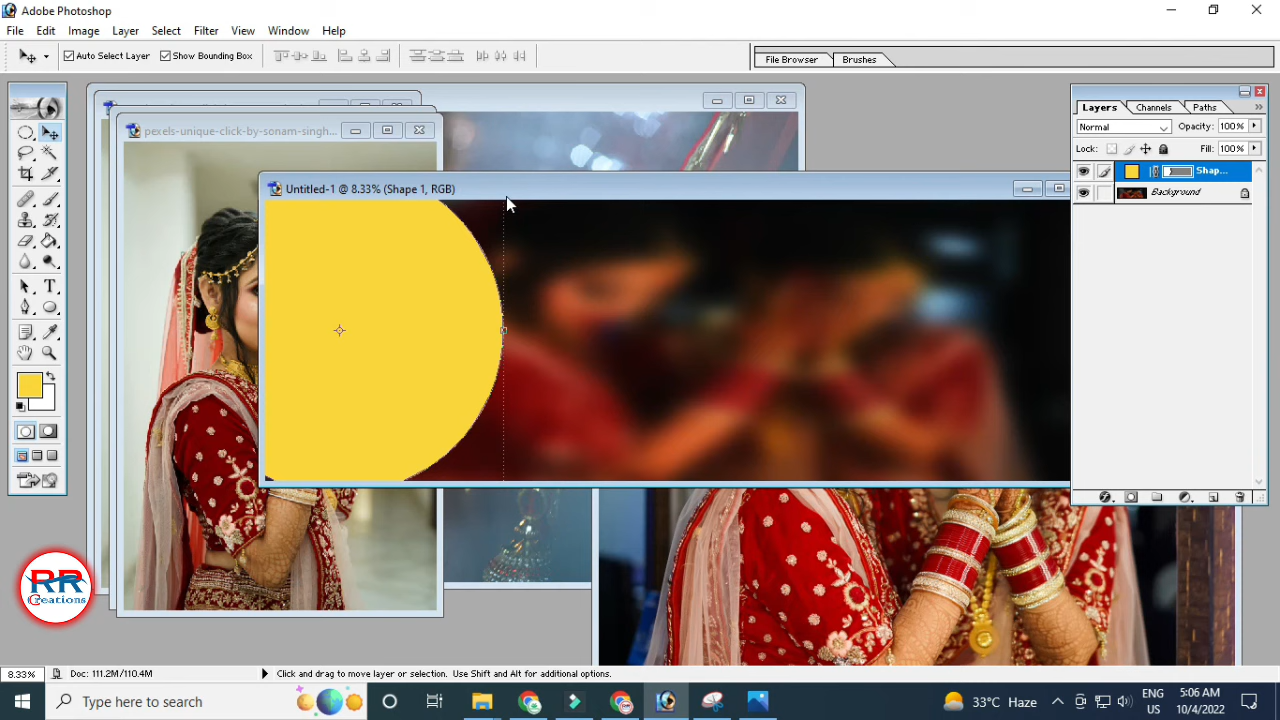 Adobe Photoshop
File Edit Image Layer Select Filter View Window Help
Auto Select Layer Show Bounding Box
File Browser Brushes
pexels-unique-click-by-sonam-singh...
Untitled-1 @ 8.33% (Shape 1, RGB)
Layers Channels Paths
Normal Opacity: 100%
Lock: Fill: 100%
Shap...
Background
RR
Creations
8.33% Doc: 111.2M/110.4M Click and drag to move layer or selection. Use Shift and Alt for additional options.
Type here to search
33°C Haze
ENG
US
5:06 AM
10/4/2022